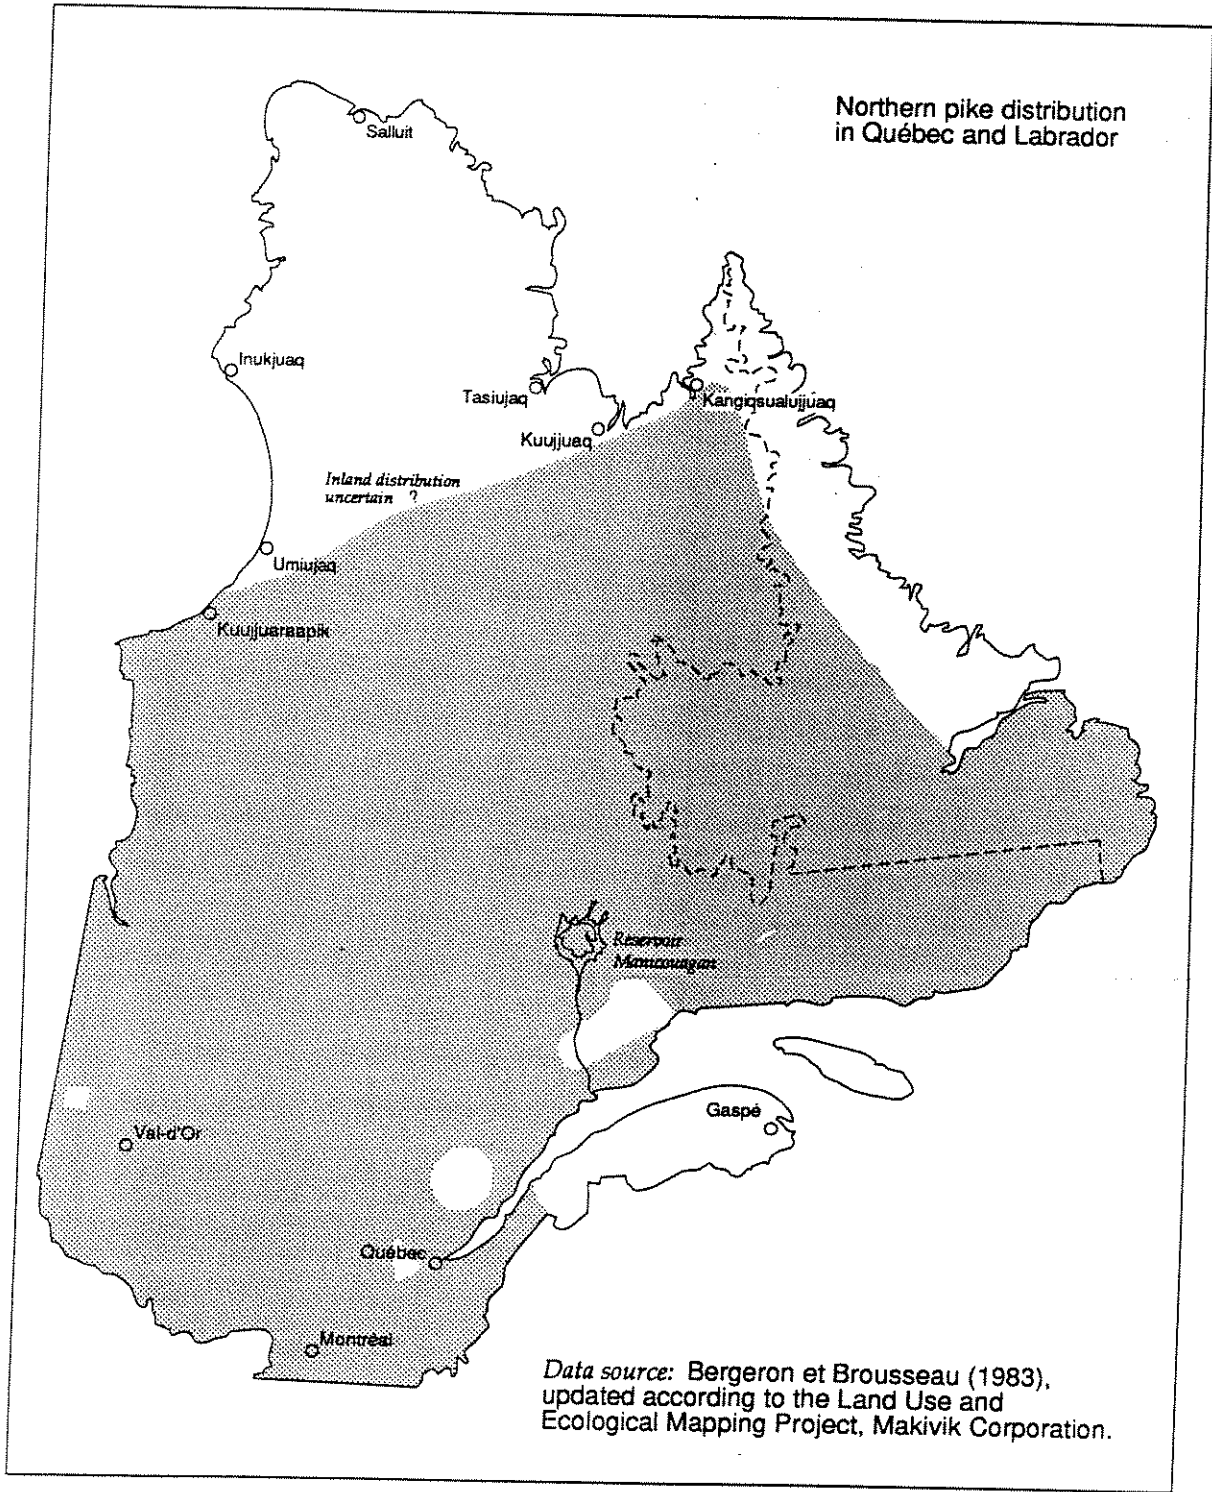 Northern pike distribution
in Québec and Labrador
Salluit
Inukjuaq
Tasiujaq
Kangiqsualujjuaq
Kuujjuaq
Inland distribution
uncertain ?
Umiujaq
Kuujjuaraapik
Réservoir
Manicouagan
Gaspé
Val-d'Or
Québec
Montréal
Data source: Bergeron et Brousseau (1983),
updated according to the Land Use and
Ecological Mapping Project, Makivik Corporation.